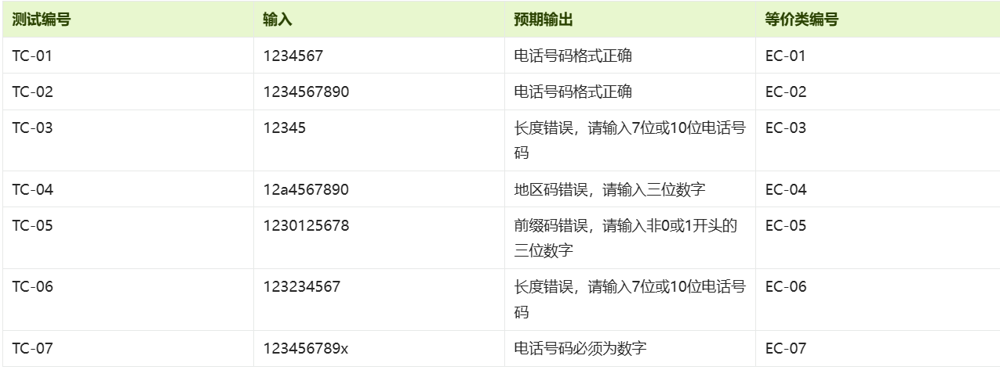 测试编号 输入 预期输出 等价类编号
TC-01 1234567 电话号码格式正确 EC-01
TC-02 1234567890 电话号码格式正确 EC-02
TC-03 12345 长度错误，请输入7位或10位电话号 EC-03
码
TC-04 12a4567890 地区码错误，请输入三位数字 EC-04
TC-05 1230125678 前缀码错误，请输入非0或1开头的 EC-05
三位数字
TC-06 123234567 长度错误，请输入7位或10位电话号 EC-06
码
TC-07 123456789x 电话号码必须为数字 EC-07